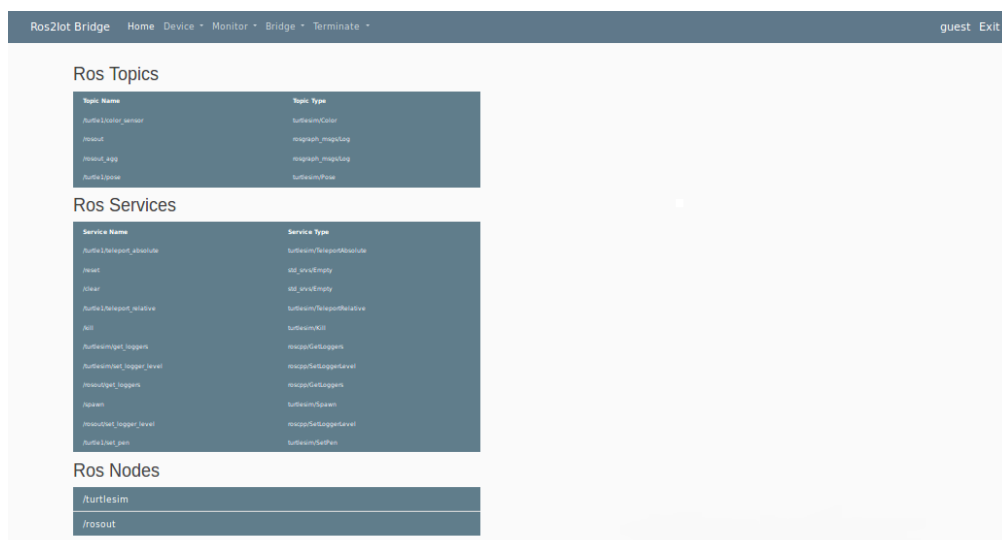 Ros2Iot Bridge Home Device Monitor Bridge Terminate guest Exit
Ros Topics
Topic Name Topic Type
/turtle1/color_sensor turtlesim/Color
/rosout rosgraph_msgs/Log
/rosout_agg rosgraph_msgs/Log
/turtle1/pose turtlesim/Pose
Ros Services
Service Name Service Type
/turtle1/teleport_absolute turtlesim/TeleportAbsolute
/reset std_srvs/Empty
/clear std_srvs/Empty
/turtle1/teleport_relative turtlesim/TeleportRelative
/kill turtlesim/Kill
/turtlesim/get_loggers roscpp/GetLoggers
/turtlesim/set_logger_level roscpp/SetLoggerLevel
/rosout/get_loggers roscpp/GetLoggers
/spawn turtlesim/Spawn
/rosout/set_logger_level roscpp/SetLoggerLevel
/turtle1/set_pen turtlesim/SetPen
Ros Nodes
/turtlesim
/rosout